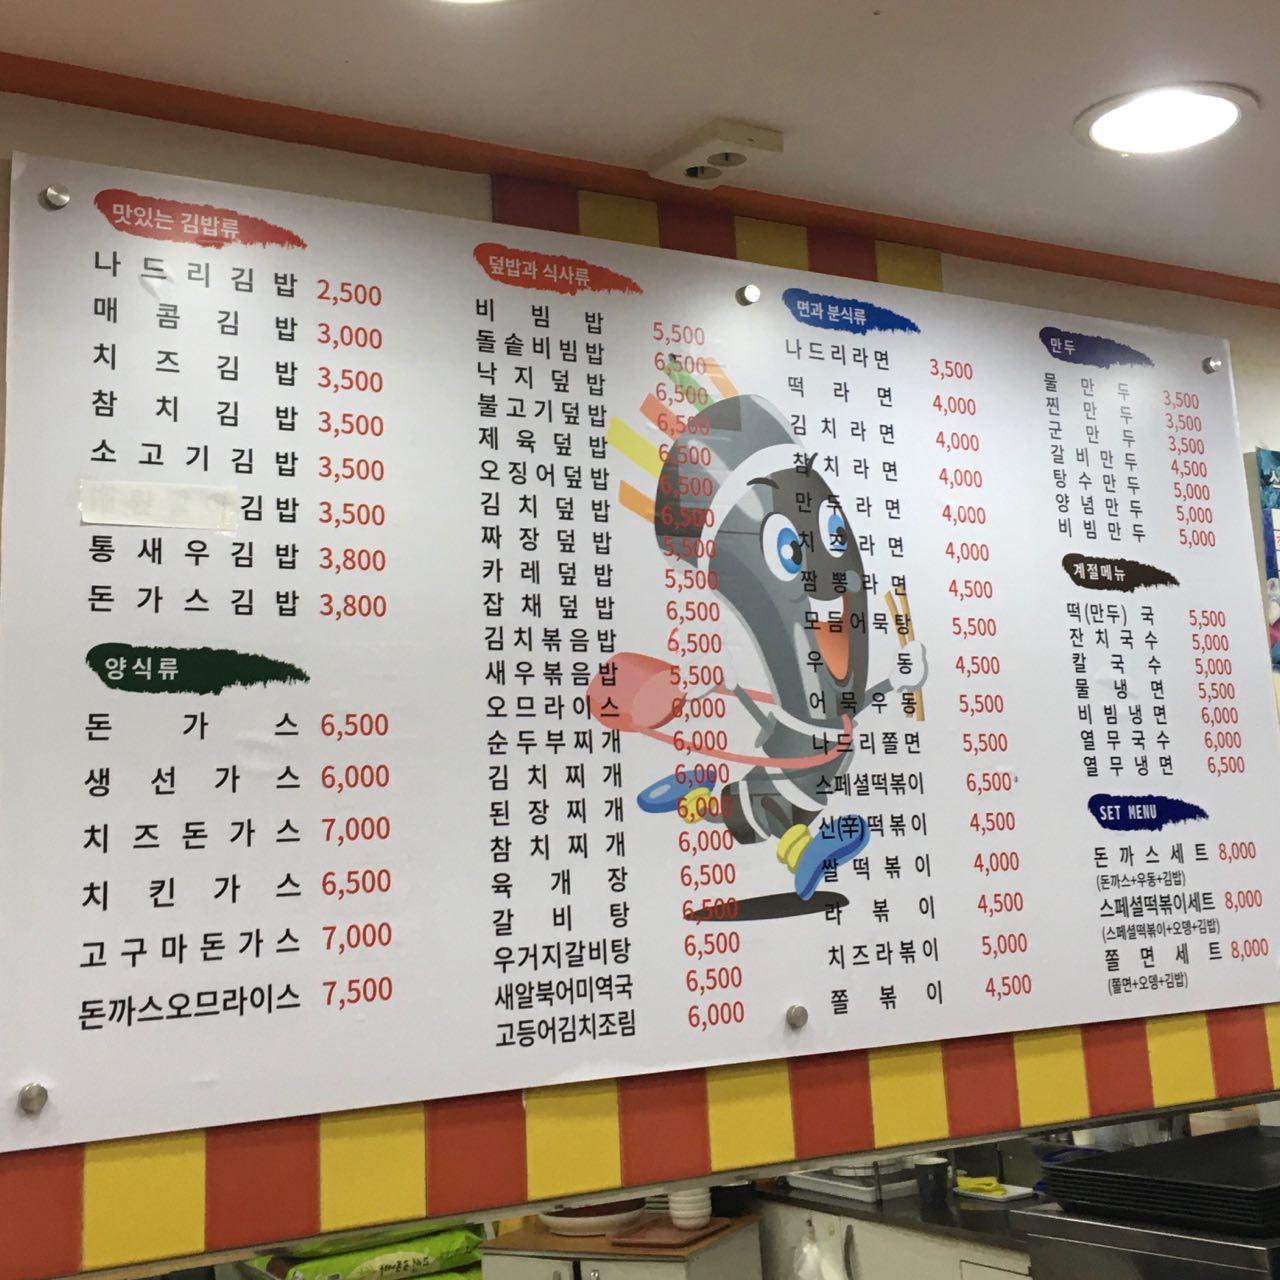 맛있는 김밥류
나드리김밥 2,500
매콤김밥 3,000
치즈김밥 3,500
참치김밥 3,500
소고기김밥 3,500
김밥 3,500
통새우김밥 3,800
돈가스김밥 3,800
양식류
돈가스 6,500
생선가스 6,000
치즈돈가스 7,000
치킨가스 6,500
고구마돈가스 7,000
돈까스오므라이스 7,500
덮밥과 식사류
비빔밥 5,500
돌솥비빔밥 6,500
낙지덮밥 6,500
불고기덮밥 6,500
제육덮밥 6,500
오징어덮밥 6,500
김치덮밥 6,500
짜장덮밥 5,500
카레덮밥 5,500
잡채덮밥 6,500
김치볶음밥 6,500
새우볶음밥 5,500
오므라이스 6,000
순두부찌개 6,000
김치찌개 6,000
된장찌개 6,000
참치찌개 6,000
육개장 6,500
갈비탕 6,500
우거지갈비탕 6,500
새알북어미역국 6,500
고등어김치조림 6,000
면과 분식류
나드리라면 3,500
떡라면 4,000
김치라면 4,000
참치라면 4,000
만두라면 4,000
치즈라면 4,000
짬뽕라면 4,500
모듬어묵탕 5,500
우동 4,500
어묵우동 5,500
나드리쫄면 5,500
스페셜떡볶이 6,500
신(辛)떡볶이 4,500
쌀떡볶이 4,000
라볶이 4,500
치즈라볶이 5,000
쫄볶이 4,500
만두
물만두 3,500
찐만두 3,500
군만두 3,500
갈비만두 4,500
탕수만두 5,000
양념만두 5,000
비빔만두 5,000
계절메뉴
떡(만두)국 5,500
잔치국수 5,000
칼국수 5,000
물냉면 5,500
비빔냉면 6,000
열무국수 6,000
열무냉면 6,500
SET MENU
돈까스세트 8,000
(돈까스+우동+김밥)
스페셜떡볶이세트 8,000
(스페셜떡볶이+오뎅+김밥)
쫄면세트 8,000
(쫄면+오뎅+김밥)